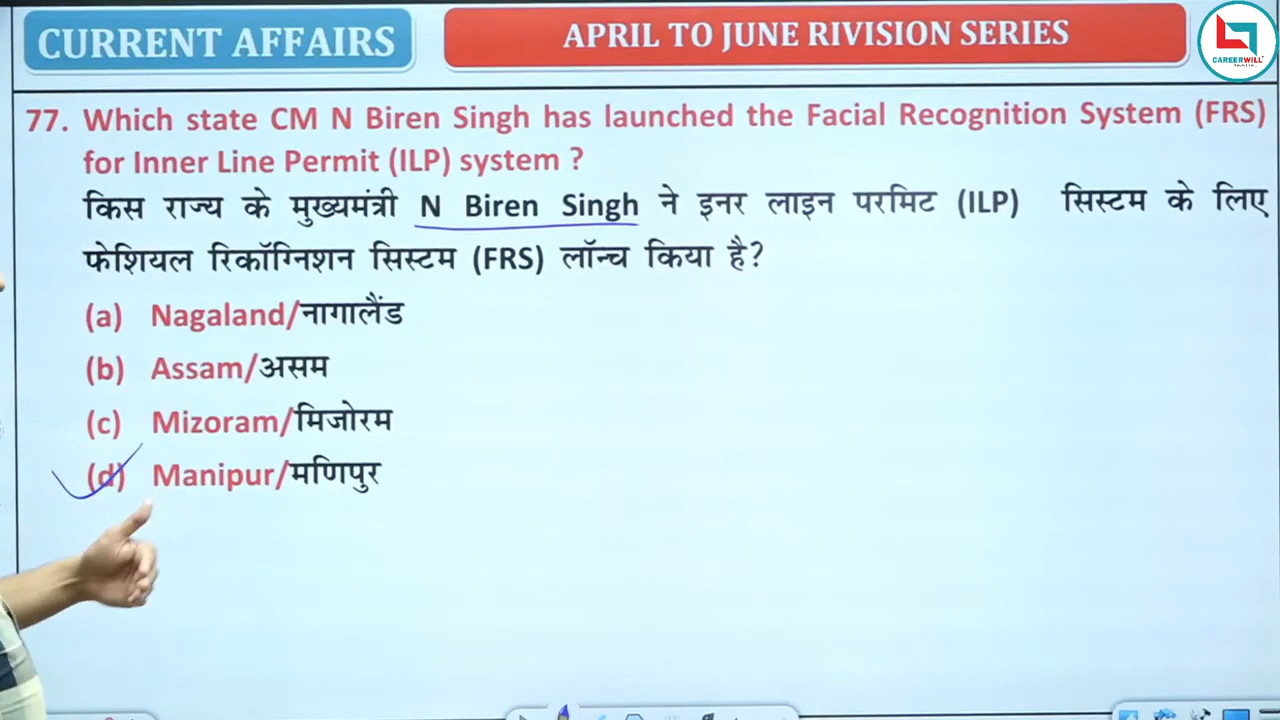 CURRENT AFFAIRS
APRIL TO JUNE RIVISION SERIES
CAREERWILL
77. Which state CM N Biren Singh has launched the Facial Recognition System (FRS)
for Inner Line Permit (ILP) system ?
किस राज्य के मुख्यमंत्री N Biren Singh ने इनर लाइन परमिट (ILP) सिस्टम के लिए
फेशियल रिकॉग्निशन सिस्टम (FRS) लॉन्च किया है?
(a) Nagaland/नागालैंड
(b) Assam/असम
(c) Mizoram/मिजोरम
(d) Manipur/मणिपुर